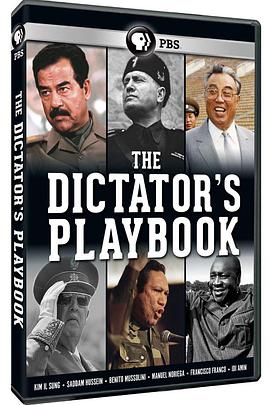 PBS
THE
DICTATOR'S
PLAYBOOK
KIM IL SUNG • SADDAM HUSSEIN • BENITO MUSSOLINI • MANUEL NORIEGA • FRANCISCO FRANCO • IDI AMIN
THE DICTATOR'S PLAYBOOK
PBS